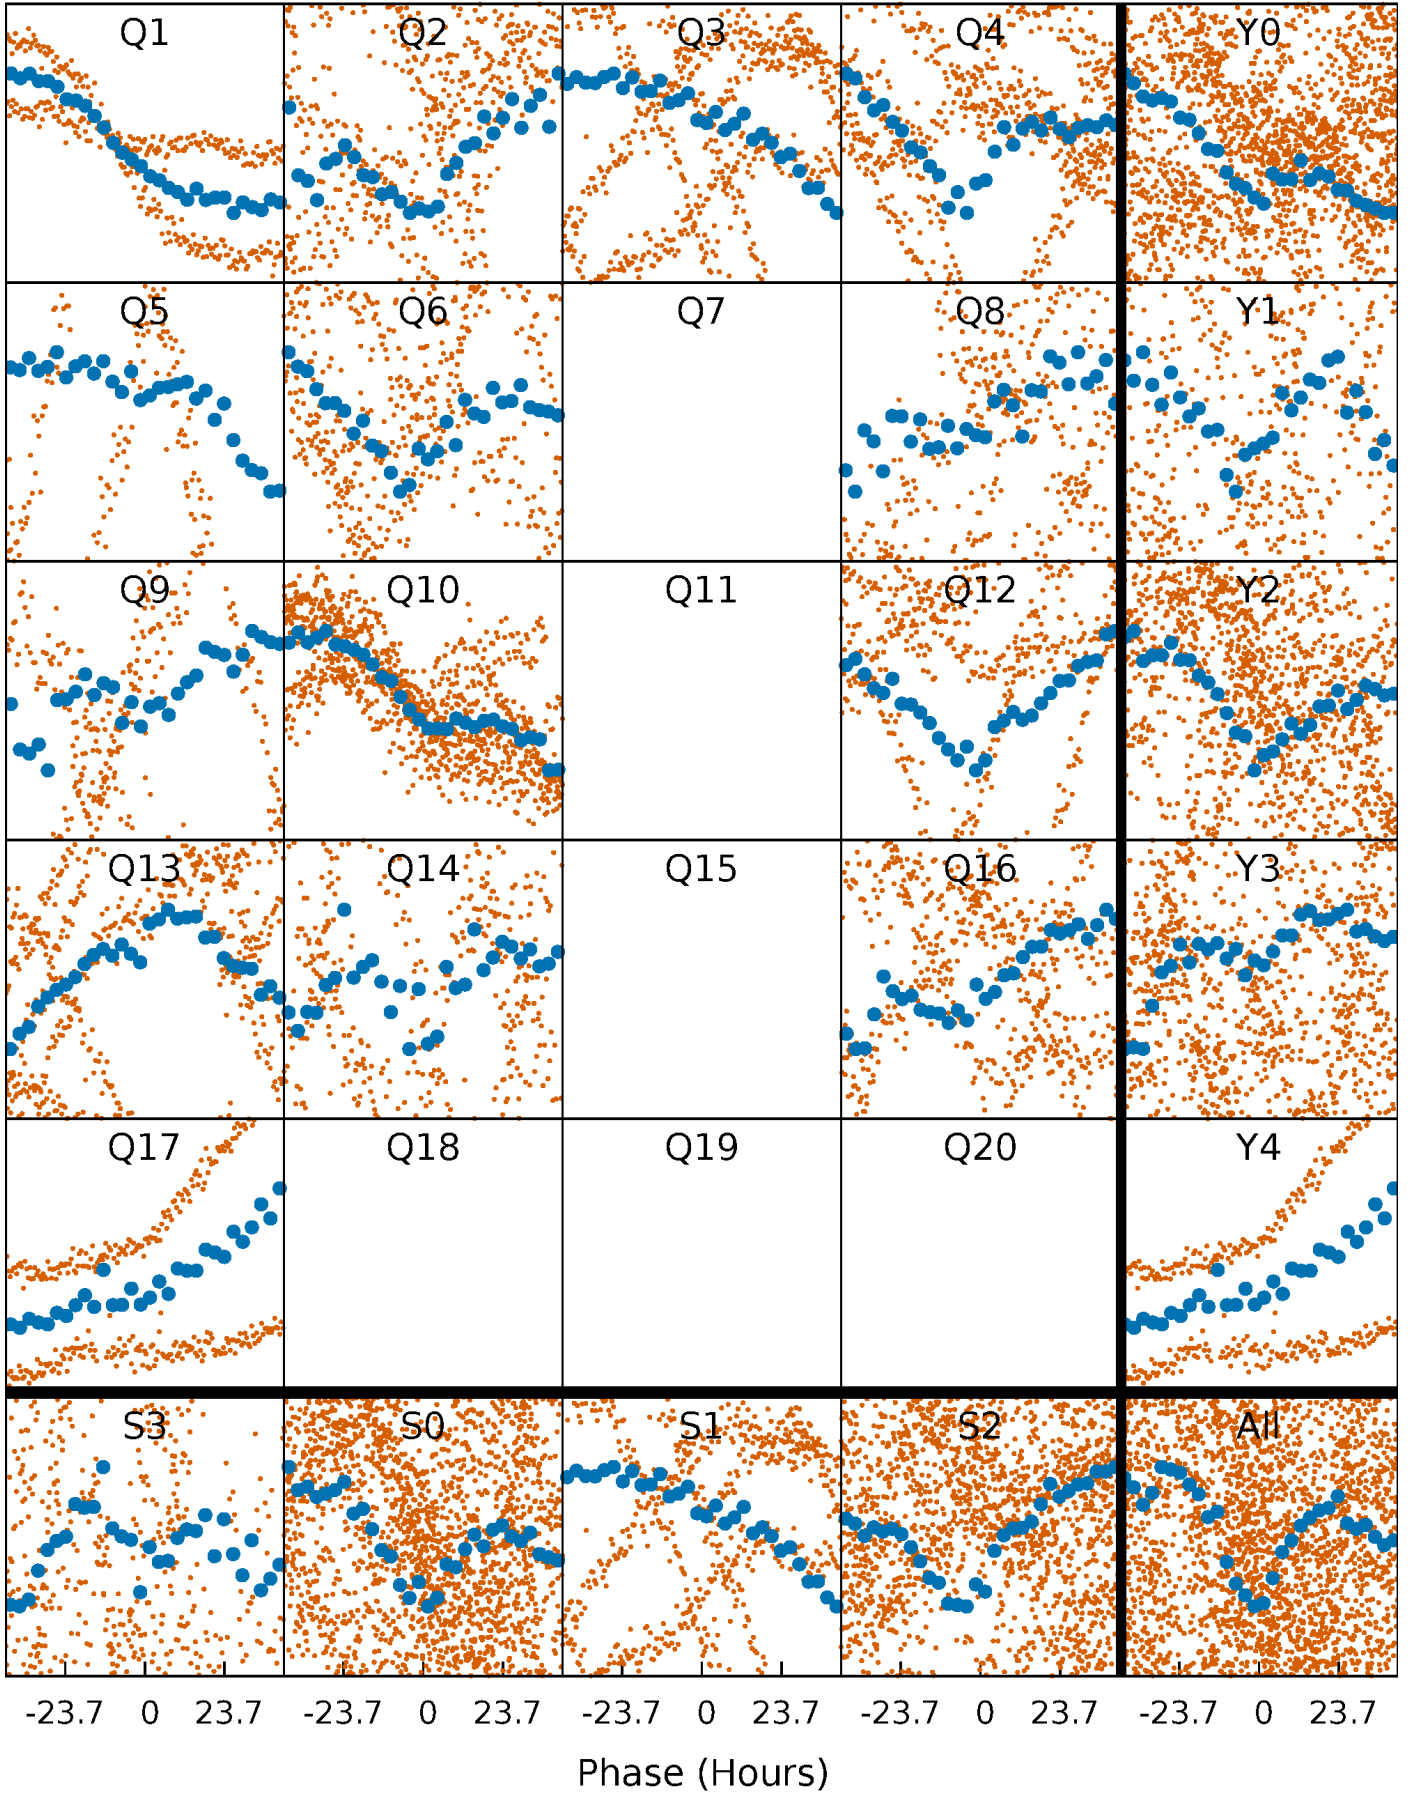 Q1 Q2 Q3 Q4 Y0
Q5 Q6 Q7 Q8 Y1
Q9 Q10 Q11 Q12 Y2
Q13 Q14 Q15 Q16 Y3
Q17 Q18 Q19 Q20 Y4
S3 S0 S1 S2 All
-23.7 0 23.7 -23.7 0 23.7 -23.7 0 23.7 -23.7 0 23.7 -23.7 0 23.7
Phase (Hours)